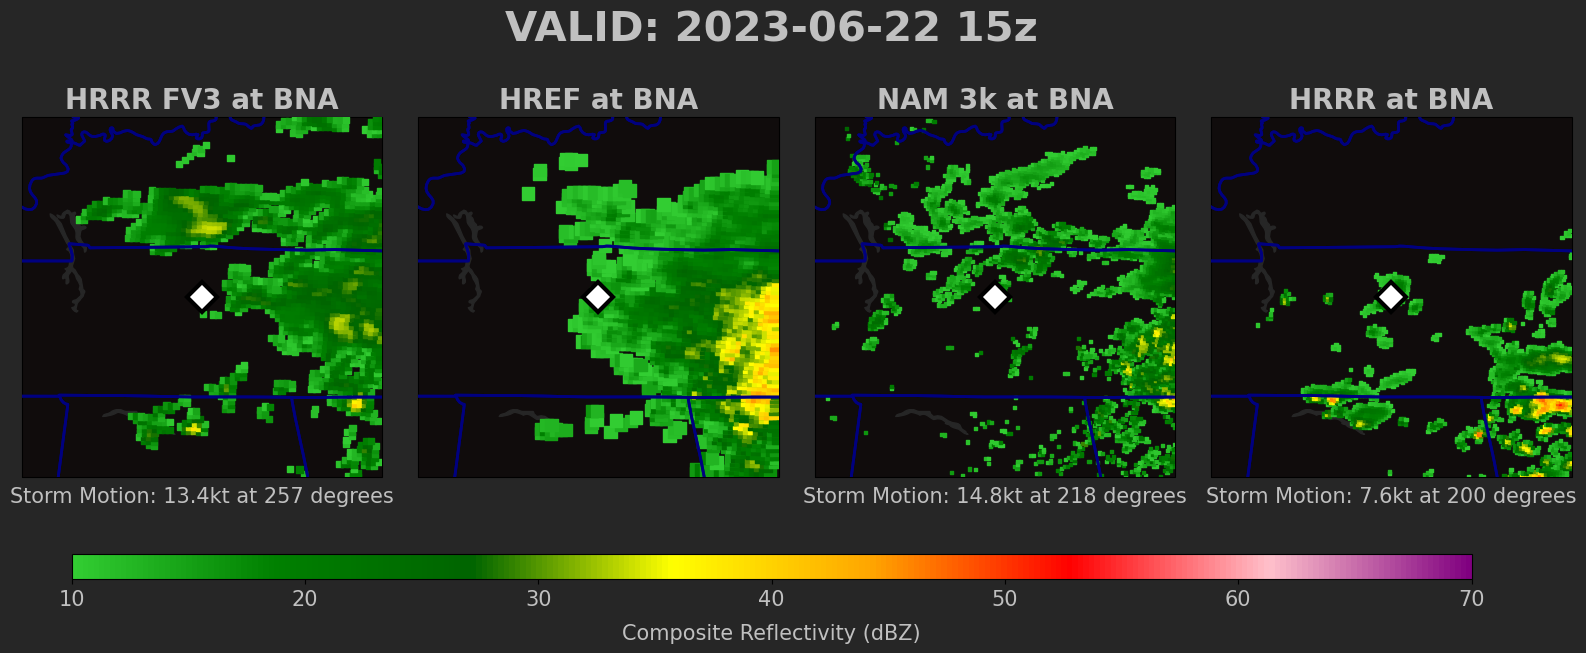 VALID: 2023-06-22 15z
HRRR FV3 at BNA
HREF at BNA
NAM 3k at BNA
HRRR at BNA
Storm Motion: 13.4kt at 257 degrees
Storm Motion: 14.8kt at 218 degrees
Storm Motion: 7.6kt at 200 degrees
10 20 30 40 50 60 70
Composite Reflectivity (dBZ)